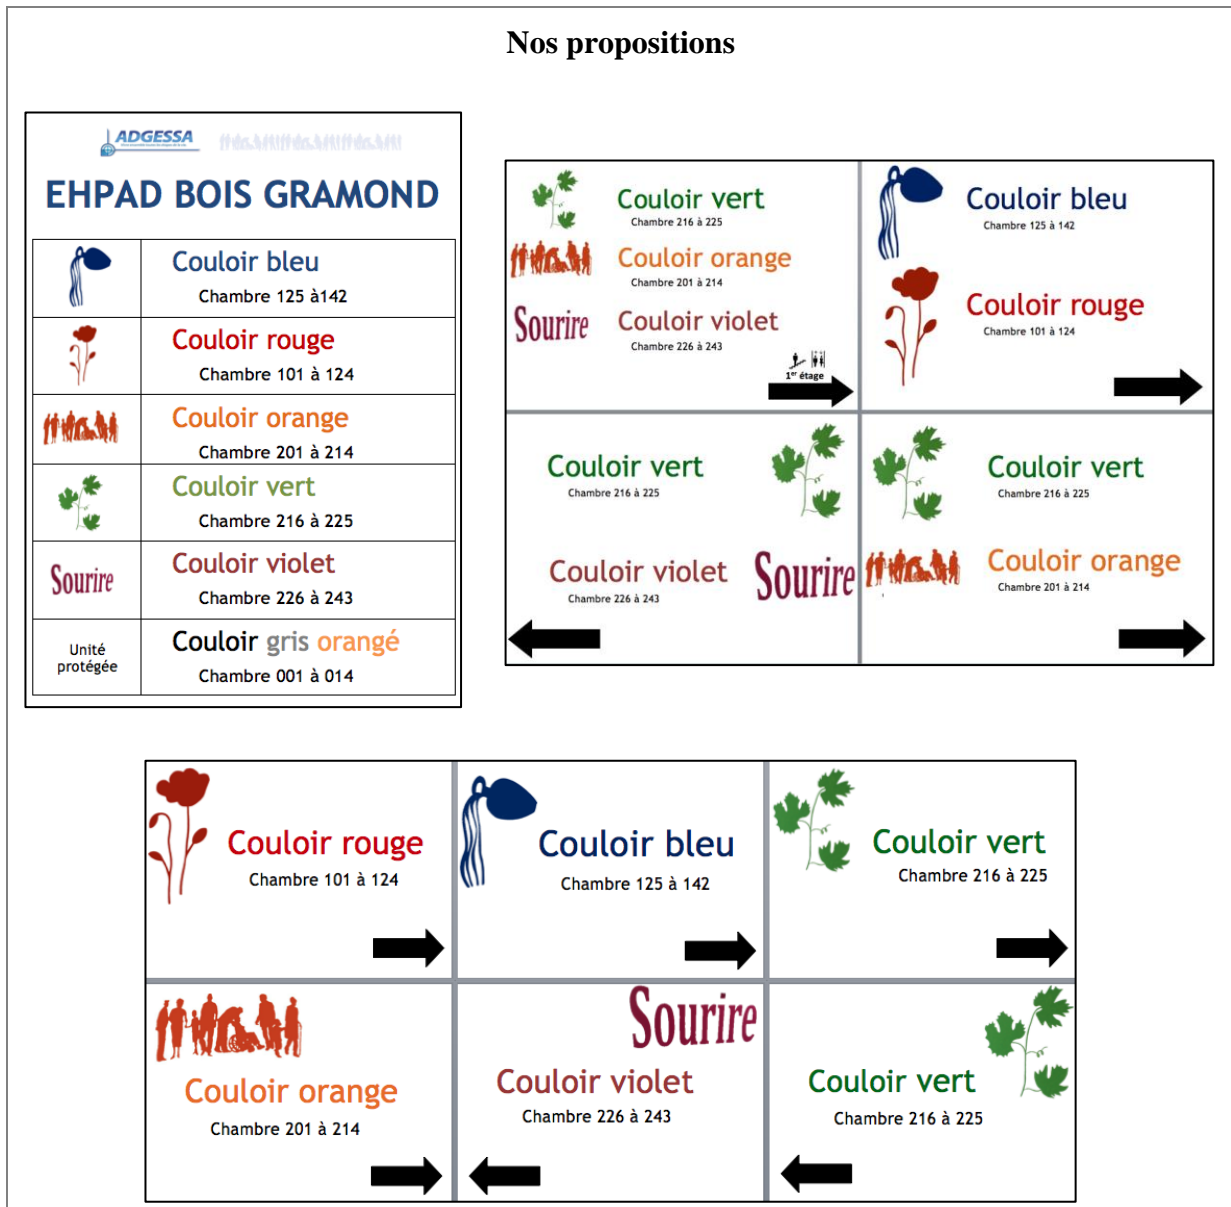 Nos propositions
ADGESSA
EHPAD BOIS GRAMOND
Couloir bleu
Chambre 125 à142
Couloir rouge
Chambre 101 à 124
Couloir orange
Chambre 201 à 214
Couloir vert
Chambre 216 à 225
Sourire
Couloir violet
Chambre 226 à 243
Unité
protégée
Couloir gris orangé
Chambre 001 à 014
Couloir vert
Chambre 216 à 225
Couloir orange
Chambre 201 à 214
Sourire
Couloir violet
Chambre 226 à 243
1er étage
Couloir bleu
Chambre 125 à 142
Couloir rouge
Chambre 101 à 124
Couloir vert
Chambre 216 à 225
Couloir violet
Sourire
Chambre 226 à 243
Couloir vert
Chambre 216 à 225
Couloir orange
Chambre 201 à 214
Couloir rouge
Chambre 101 à 124
Couloir bleu
Chambre 125 à 142
Couloir vert
Chambre 216 à 225
Couloir orange
Chambre 201 à 214
Sourire
Couloir violet
Chambre 226 à 243
Couloir vert
Chambre 216 à 225